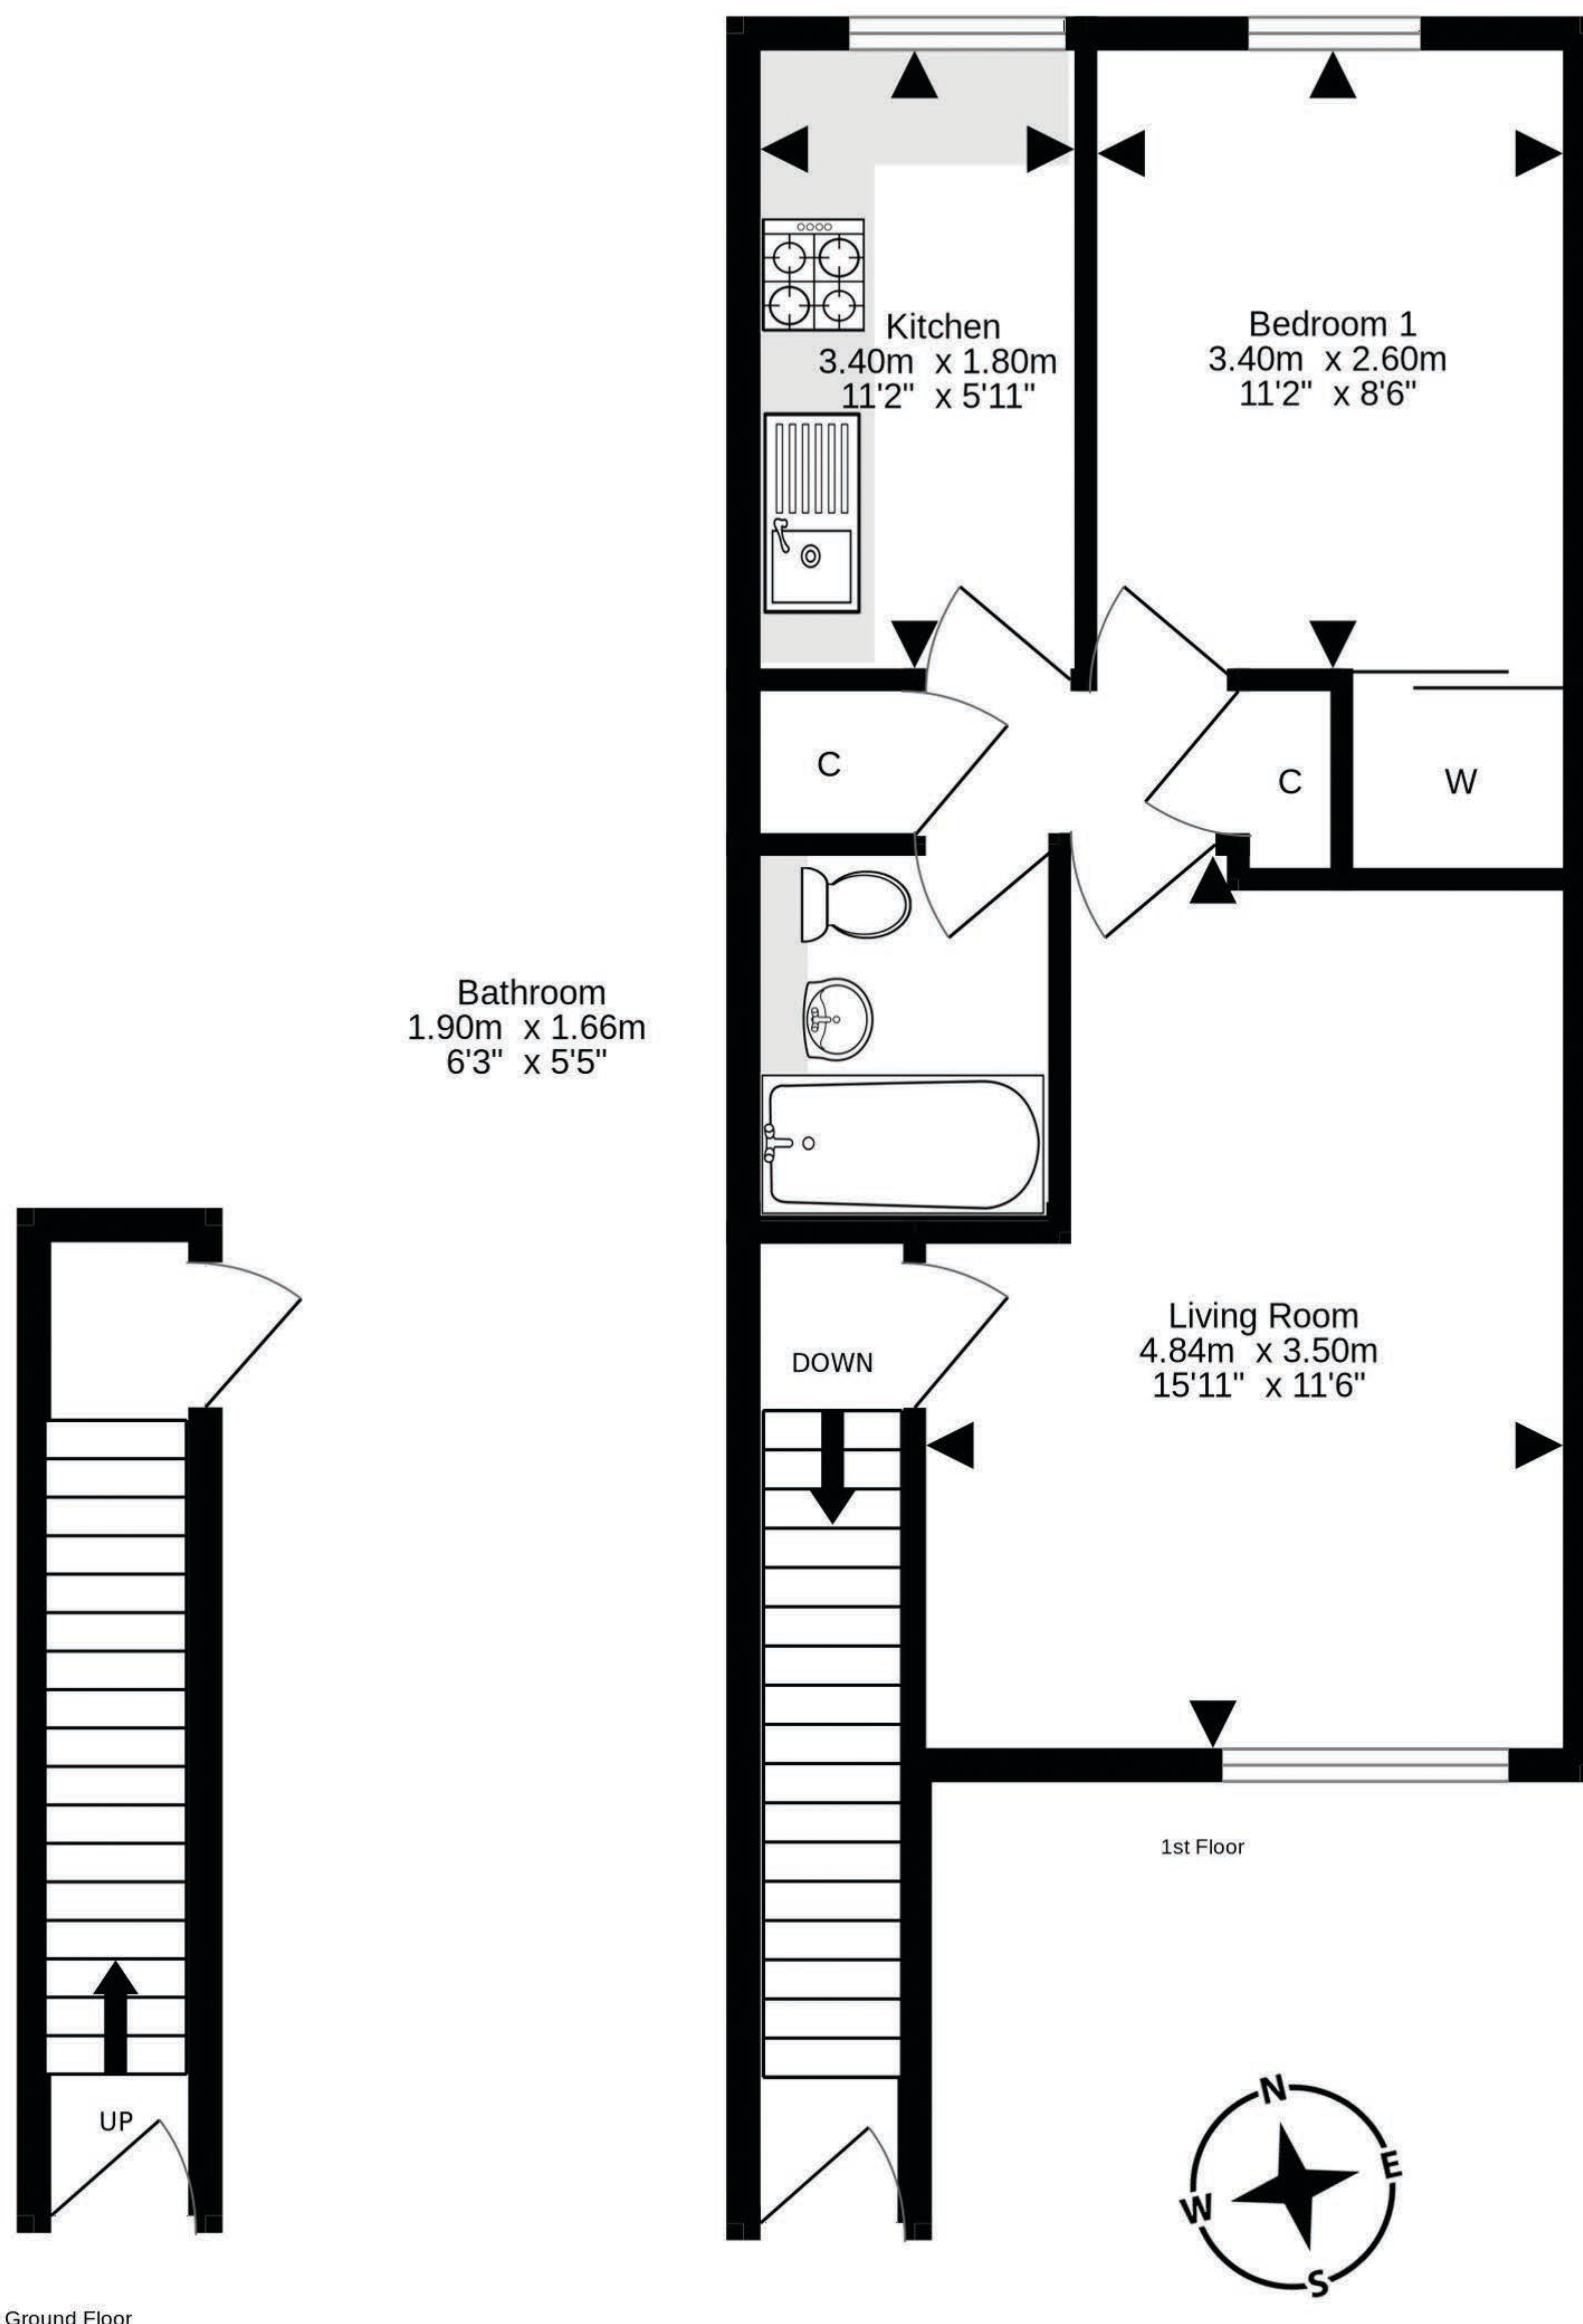 Kitchen
3.40m x 1.80m
11'2" x 5'11"
Bedroom 1
3.40m x 2.60m
11'2" x 8'6"
C
C
W
Bathroom
1.90m x 1.66m
6'3" x 5'5"
DOWN
Living Room
4.84m x 3.50m
15'11" x 11'6"
1st Floor
UP
N
E
W
S
Ground Floor